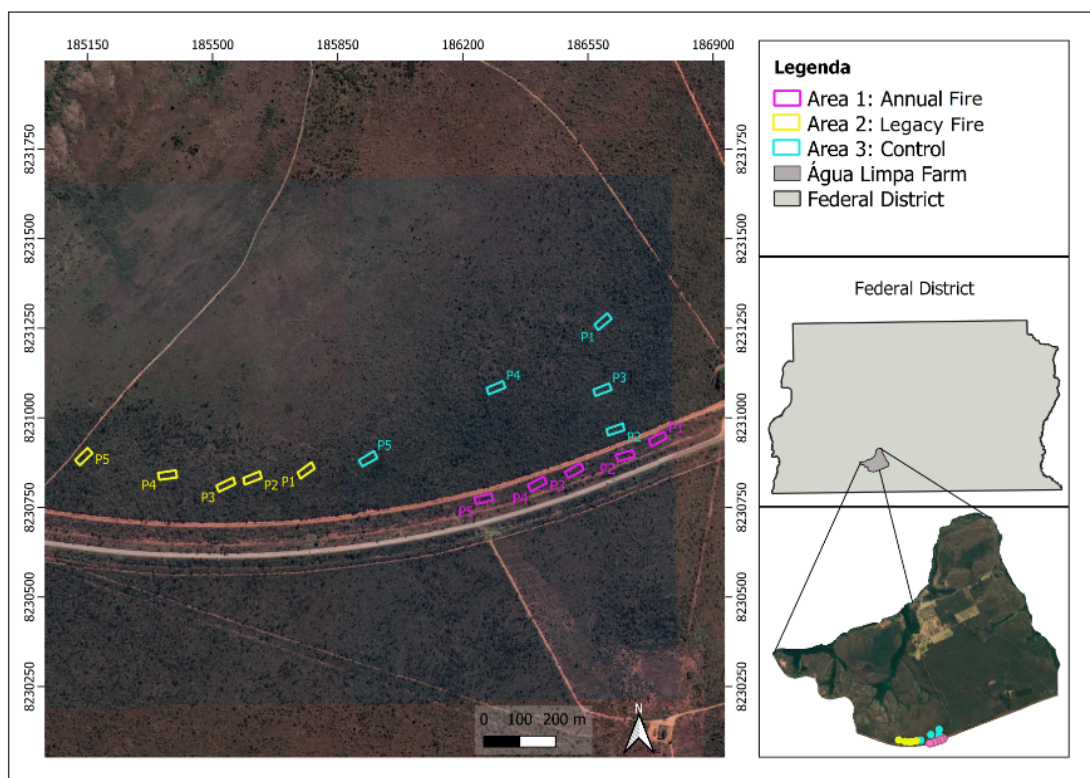 185150 185500 185850 186200 186550 186900
8231750
8231500
8231250
8231000
8230750
8230500
8230250
8231750
8231500
8231250
8231000
8230750
8230500
8230250
P1
P4
P3
P2
P5
P1
P2
P3
P4
P5
P1
P2
P3
P4
P5
N
0 100 200 m
Legenda
Area 1: Annual Fire
Area 2: Legacy Fire
Area 3: Control
Água Limpa Farm
Federal District
Federal District